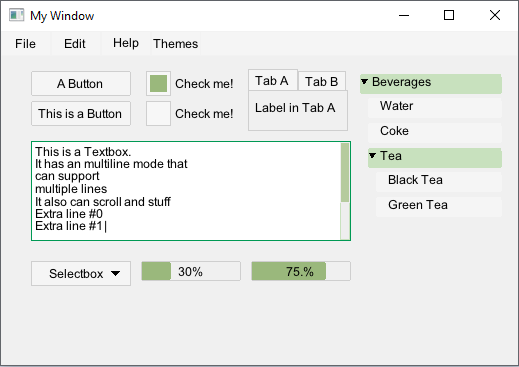 My Window
File Edit Help Themes
A Button
Check me!
This is a Button
Check me!
Tab A Tab B
Label in Tab A
Beverages
Water
Coke
Tea
Black Tea
Green Tea
This is a Textbox.
It has an multiline mode that
can support
multiple lines
It also can scroll and stuff
Extra line #0
Extra line #1
Selectbox
30%
75.%